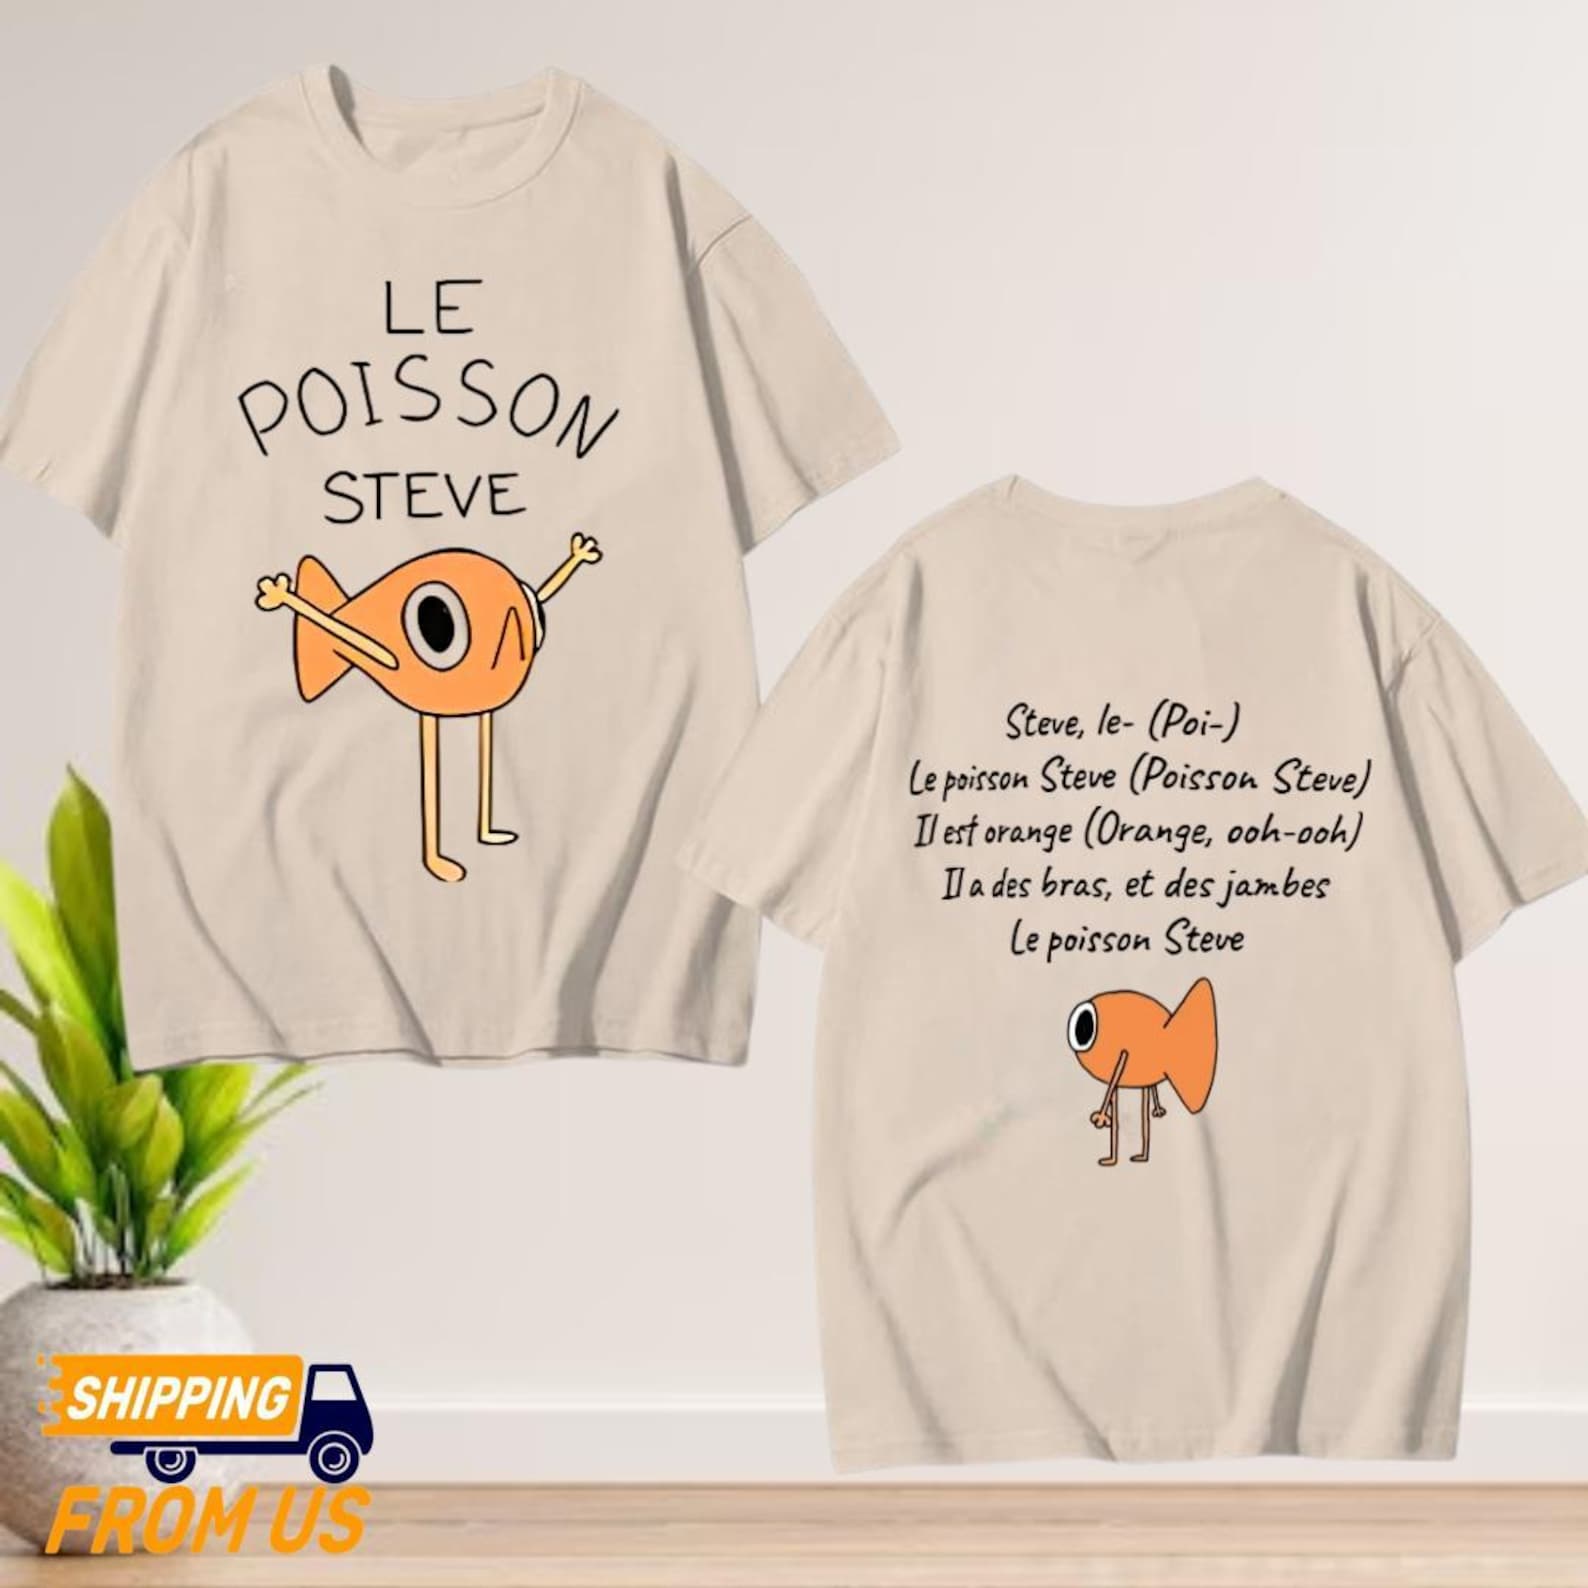 LE
POISSON
STEVE
Steve, le- (Poi-)
Le poisson Steve (Poisson Steve)
Il est orange (Orange, ooh-ooh)
Il a des bras, et des jambes
Le poisson Steve
SHIPPING
FROM US